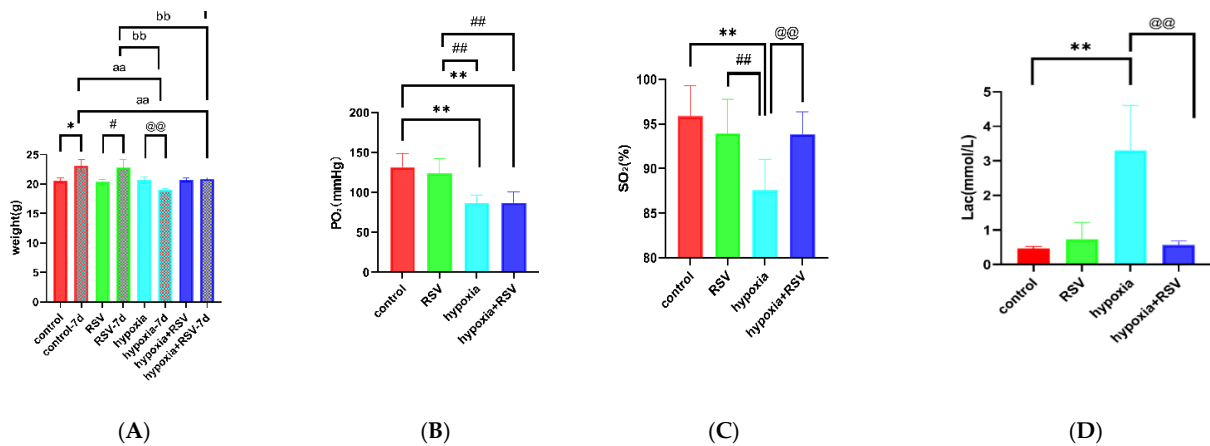 bb
bb
aa
aa
*
#
@@
weight(g)
25
20
15
10
5
0
control
control-7d
RSV
RSV-7d
hypoxia
hypoxia-7d
hypoxia+RSV
hypoxia+RSV-7d
(A)
##
##
**
**
PO₂(mmHg)
200
150
100
50
0
control
RSV
hypoxia
hypoxia+RSV
(B)
**
@@
##
SO₂(%)
100
95
90
85
80
control
RSV
hypoxia
hypoxia+RSV
(C)
@@
**
Lac(mmol/L)
5
4
3
2
1
0
control
RSV
hypoxia
hypoxia+RSV
(D)